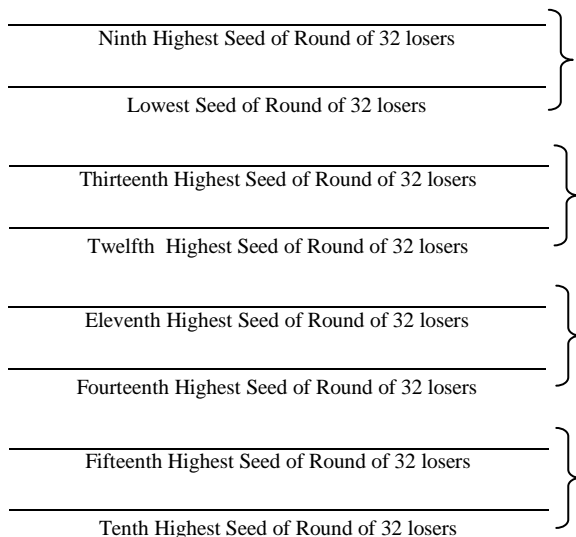 Ninth Highest Seed of Round of 32 losers
Lowest Seed of Round of 32 losers
Thirteenth Highest Seed of Round of 32 losers
Twelfth  Highest Seed of Round of 32 losers
Eleventh Highest Seed of Round of 32 losers
Fourteenth Highest Seed of Round of 32 losers
Fifteenth Highest Seed of Round of 32 losers
Tenth Highest Seed of Round of 32 losers